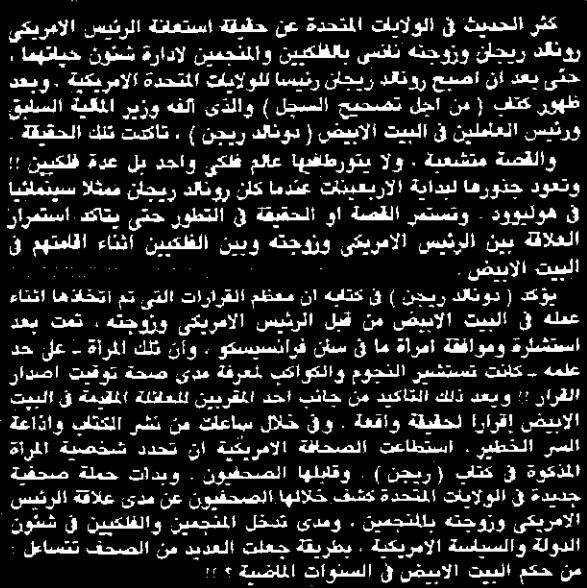 كثر الحديث في الولايات المتحدة عن حقيقة استعانة الرئيس الامريكي
رونالد ريجان وزوجته نانسي بالفلكيين والمنجمين لادارة شئون حياتهما ،
حتى بعد ان اصبح رونالد ريجان رئيسا للولايات المتحدة الامريكية . وبعد
ظهور كتاب ( من اجل تصحيح السجل ) والذى الفه وزير المالية السابق
ورئيس العاملين في البيت الابيض ( دونالد ريجن ) ، تاكدت تلك الحقيقة .
والقصة متشعبة . ولا يتورط فيها عالم فلكي واحد بل عدة فلكيين !!
وتعود جذورها لبداية الاربعينات عندما كان رونالد ريجان ممثلا سينمائيا
في هوليوود . وتستمر القصة او الحقيقة في التطور حتى يتاكد استمرار
العلاقة بين الرئيس الامريكي وزوجته وبين الفلكيين اثناء اقامتهم في
البيت الابيض .
يؤكد ( دونالد ريجن ) في كتابه ان معظم القرارات التي تم اتخاذها اثناء
عمله في البيت الابيض من قبل الرئيس الامريكي وزوجته ، تمت بعد
استشارة وموافقة امرأة ما في سان فرانسيسكو ، وأن تلك المرأة ـ على حد
علمه ـ كانت تستشير النجوم والكواكب لمعرفة مدى صحة توقيت اصدار
القرار !! ويعد ذلك التاكيد من جانب احد المقربين للعائلة المقيمة في البيت
الابيض إقرارا لحقيقة واقعة . وفي خلال ساعات من نشر الكتاب واذاعة
السر الخطير ، استطاعت الصحافة الامريكية ان تحدد شخصية المرأة
المذكوة في كتاب ( ريجن ) . وقابلها الصحفيون . وبدات حملة صحفية
جديدة في الولايات المتحدة كشف خلالها الصحفيون عن مدى علاقة الرئيس
الامريكي وزوجته بالمنجمين ، ومدى تدخل المنجمين والفلكيين في شئون
الدولة والسياسة الامريكية ، بطريقة جعلت العديد من الصحف تتساءل :
من حكم البيت الابيض في السنوات الماضية ؟ !!